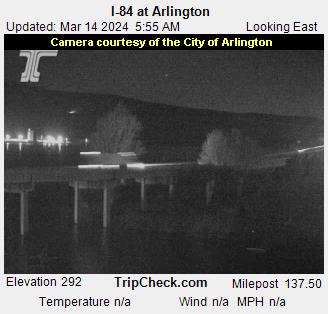 I-84 at Arlington
Updated: Mar 14 2024 5:55 AM Looking East
Camera courtesy of the City of Arlington
Elevation 292 TripCheck.com Milepost 137.50
Temperature n/a Wind n/a MPH n/a